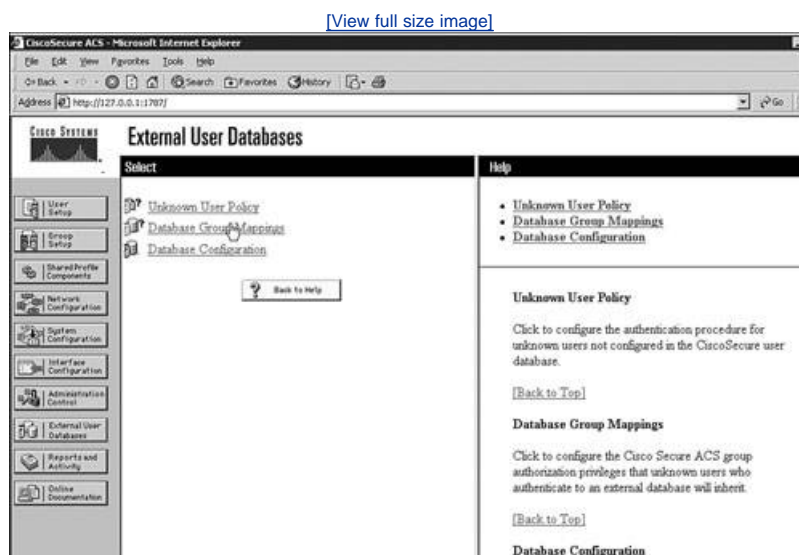 [View full size image]
CiscoSecure ACS - Microsoft Internet Explorer
File Edit View Favorites Tools Help
Back Search Favorites History
Address http://127.0.0.1:1787/ Go
CISCO SYSTEMS
External User Databases
Select
Unknown User Policy
Database Group Mappings
Database Configuration
Back to Help
User Setup
Group Setup
Shared Profile Components
Network Configuration
System Configuration
Interface Configuration
Administration Control
External User Databases
Reports and Activity
Online Documentation
Help
Unknown User Policy
Database Group Mappings
Database Configuration
Unknown User Policy
Click to configure the authentication procedure for
unknown users not configured in the CiscoSecure user
database.
[Back to Top]
Database Group Mappings
Click to configure the Cisco Secure ACS group
authorization privileges that unknown users who
authenticate to an external database will inherit.
[Back to Top]
Database Configuration